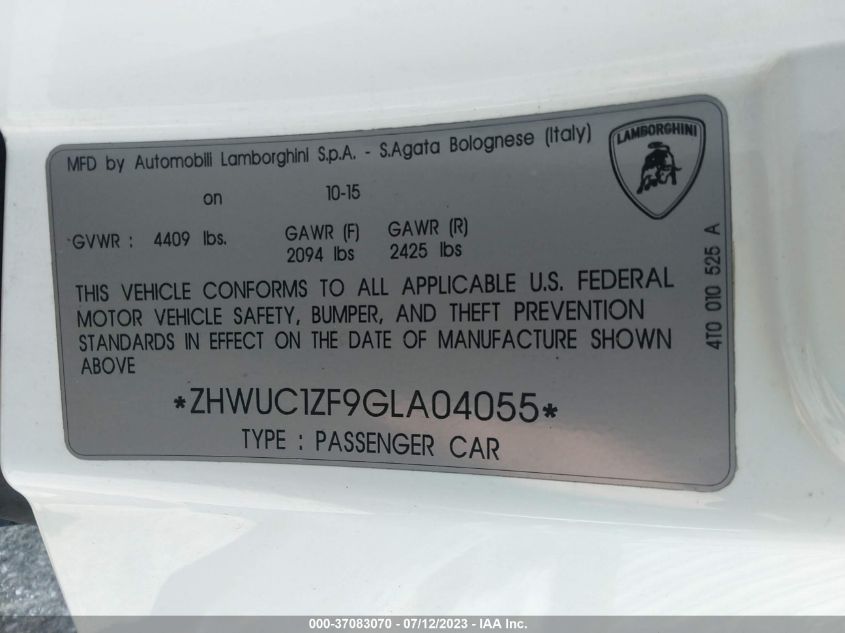 MFD by Automobili Lamborghini S.p.A. - S.Agata Bolognese (Italy)
on 10-15
GVWR : 4409 lbs. GAWR (F) GAWR (R)
2094 lbs 2425 lbs
THIS VEHICLE CONFORMS TO ALL APPLICABLE U.S. FEDERAL
MOTOR VEHICLE SAFETY, BUMPER, AND THEFT PREVENTION
STANDARDS IN EFFECT ON THE DATE OF MANUFACTURE SHOWN
ABOVE
*ZHWUC1ZF9GLA04055*
TYPE : PASSENGER CAR
LAMBORGHINI
4T0 010 525 A
000-37083070 - 07/12/2023 - IAA Inc.